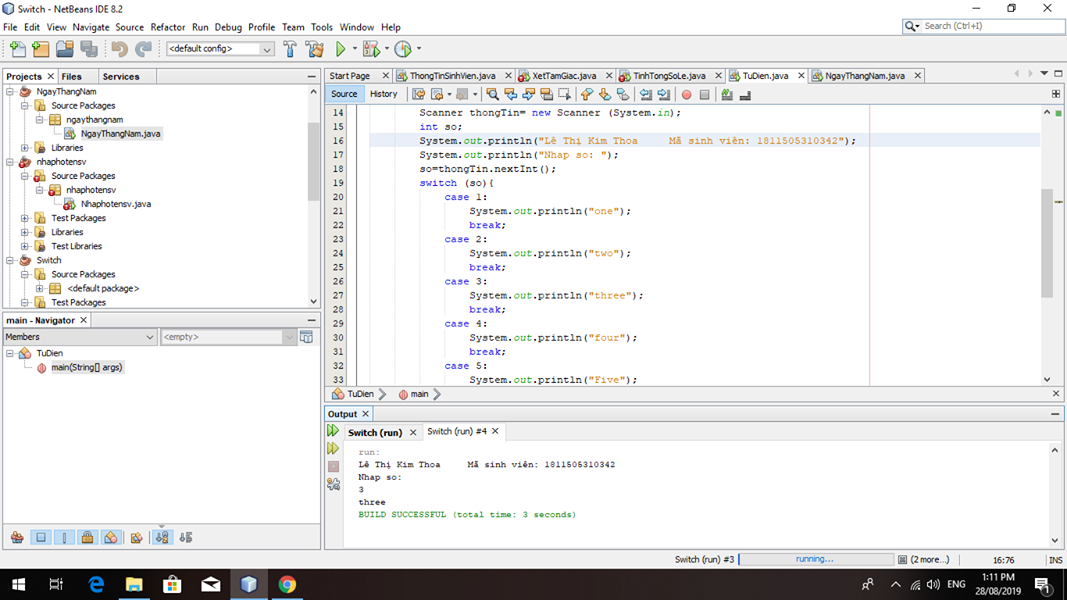 Switch - NetBeans IDE 8.2
File Edit View Navigate Source Refactor Run Debug Profile Team Tools Window Help
Search (Ctrl+I)
<default config>
Projects Files Services
NgayThangNam
Source Packages
ngaythangnam
NgayThangNam.java
Libraries
nhaphotensv
Source Packages
nhaphotensv
Nhaphotensv.java
Test Packages
Libraries
Test Libraries
Switch
Source Packages
<default package>
Test Packages
main - Navigator
Members <empty>
TuDien
main(String[] args)
Start Page ThongTinSinhVien.java XetTamGiac.java TinhTongSoLe.java TuDien.java NgayThangNam.java
Source History
14 Scanner thongTin= new Scanner (System.in);
15 int so;
16 System.out.println("Lê Thị Kim Thoa Mã sinh viên: 1811505310342");
17 System.out.println("Nhap so: ");
18 so=thongTin.nextInt();
19 switch (so){
20 case 1:
21 System.out.println("one");
22 break;
23 case 2:
24 System.out.println("two");
25 break;
26 case 3:
27 System.out.println("three");
28 break;
29 case 4:
30 System.out.println("four");
31 break;
32 case 5:
33 System.out.println("Five");
TuDien main
Output
Switch (run) Switch (run) #4
run:
Lê Thị Kim Thoa Mã sinh viên: 1811505310342
Nhap so:
3
three
BUILD SUCCESSFUL (total time: 3 seconds)
Switch (run) #3 running... (2 more...) 16:76 INS
ENG
1:11 PM
28/08/2019
1